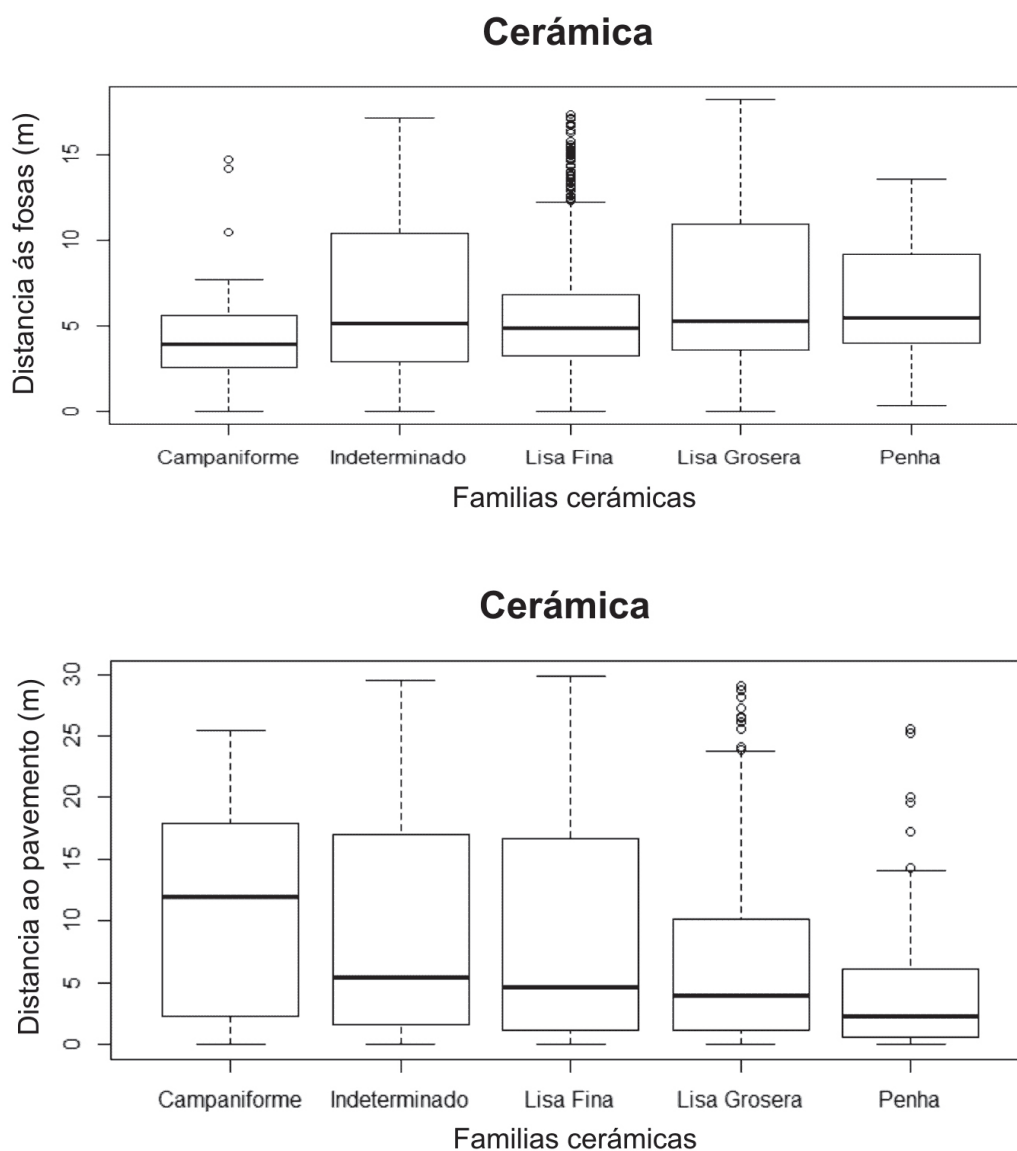 Cerámica
Distancia ás fosas (m)
15
10
5
0
Campaniforme Indeterminado Lisa Fina Lisa Grosera Penha
Familias cerámicas
Cerámica
Distancia ao pavemento (m)
30
25
20
15
10
5
0
Campaniforme Indeterminado Lisa Fina Lisa Grosera Penha
Familias cerámicas